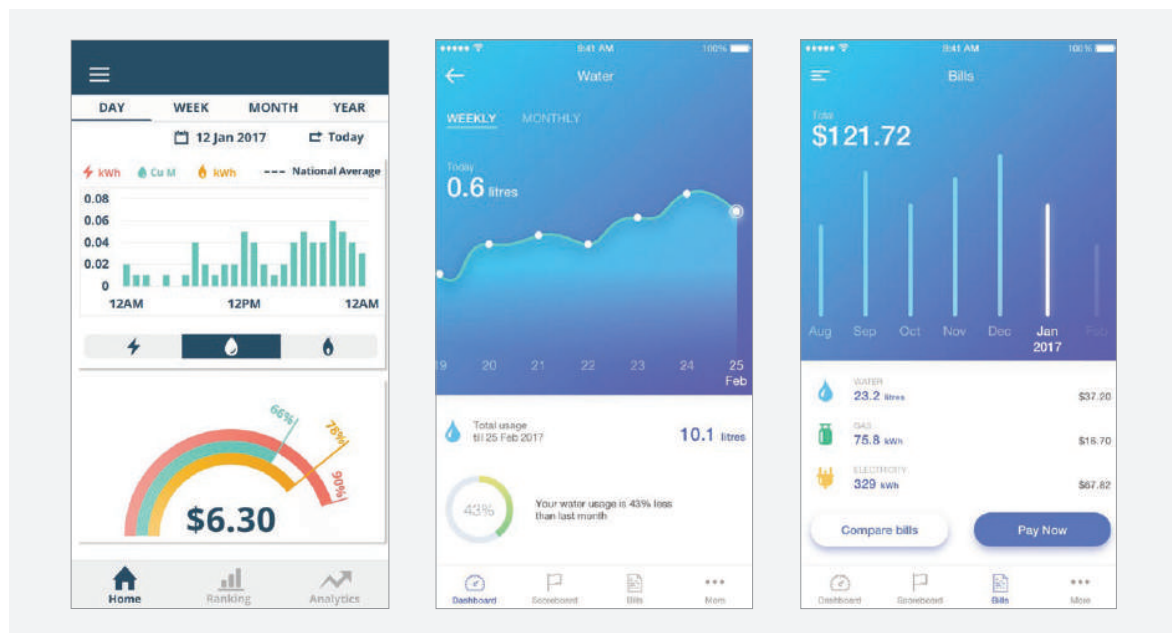 DAY WEEK MONTH YEAR
12 Jan 2017 Today
kWh Cu M kWh --- National Average
0.08
0.06
0.04
0.02
0
12AM 12PM 12AM
66%
78%
90%
$6.30
Home Ranking Analytics
9:41 AM 100%
Water
WEEKLY MONTHLY
Today
0.6 litres
19 20 21 22 23 24 25
Feb
Total usage
till 25 Feb 2017
10.1 litres
43%
Your water usage is 43% less
than last month
Dashboard Scoreboard Bills More
9:41 AM 100%
Bills
Total
$121.72
Aug Sep Oct Nov Dec Jan Feb
2017
WATER
23.2 litres $37.20
GAS
75.8 kWh $16.70
ELECTRICITY
329 kWh $67.82
Compare bills Pay Now
Dashboard Scoreboard Bills More